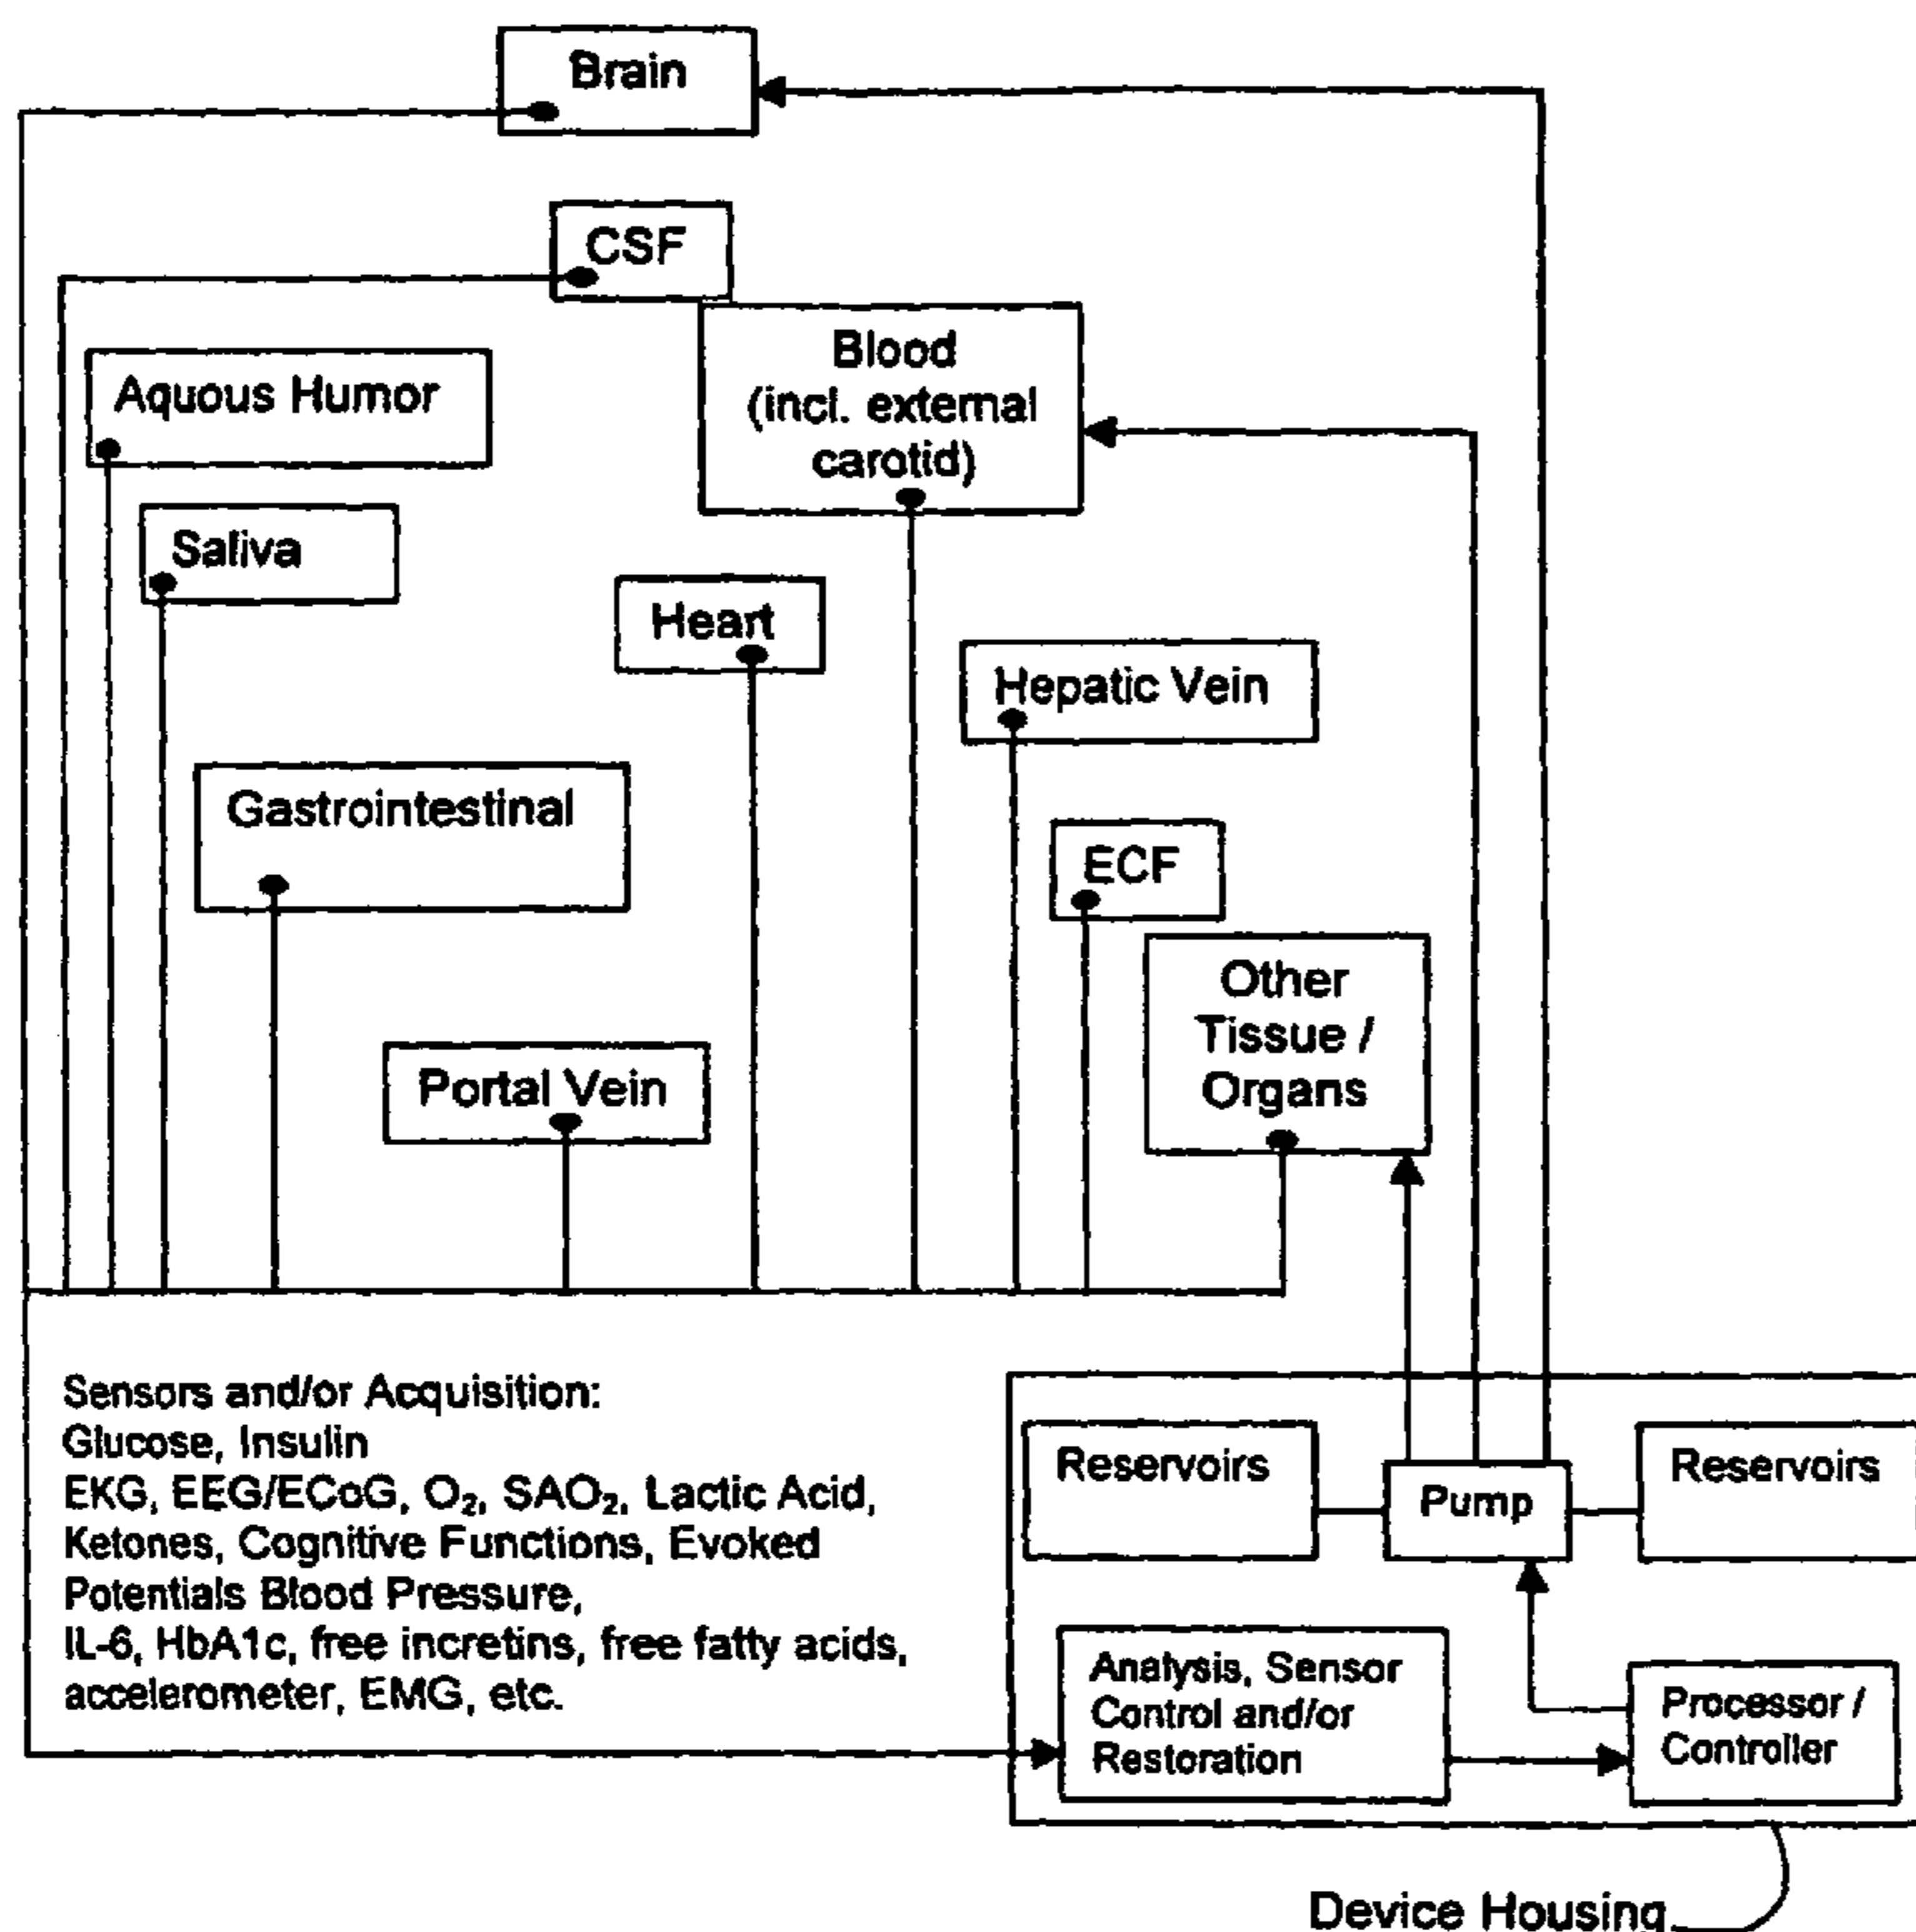 Brain
CSF
Blood
(incl. external
carotid)
Aquous Humor
Saliva
Heart
Hepatic Vein
Gastrointestinal
ECF
Other
Tissue /
Organs
Portal Vein
Sensors and/or Acquisition:
Glucose, Insulin
EKG, EEG/ECoG, O₂, SAO₂, Lactic Acid,
Ketones, Cognitive Functions, Evoked
Potentials Blood Pressure,
IL-6, HbA1c, free incretins, free fatty acids,
accelerometer, EMG, etc.
Reservoirs
Pump
Reservoirs
Analysis, Sensor
Control and/or
Restoration
Processor /
Controller
Device Housing